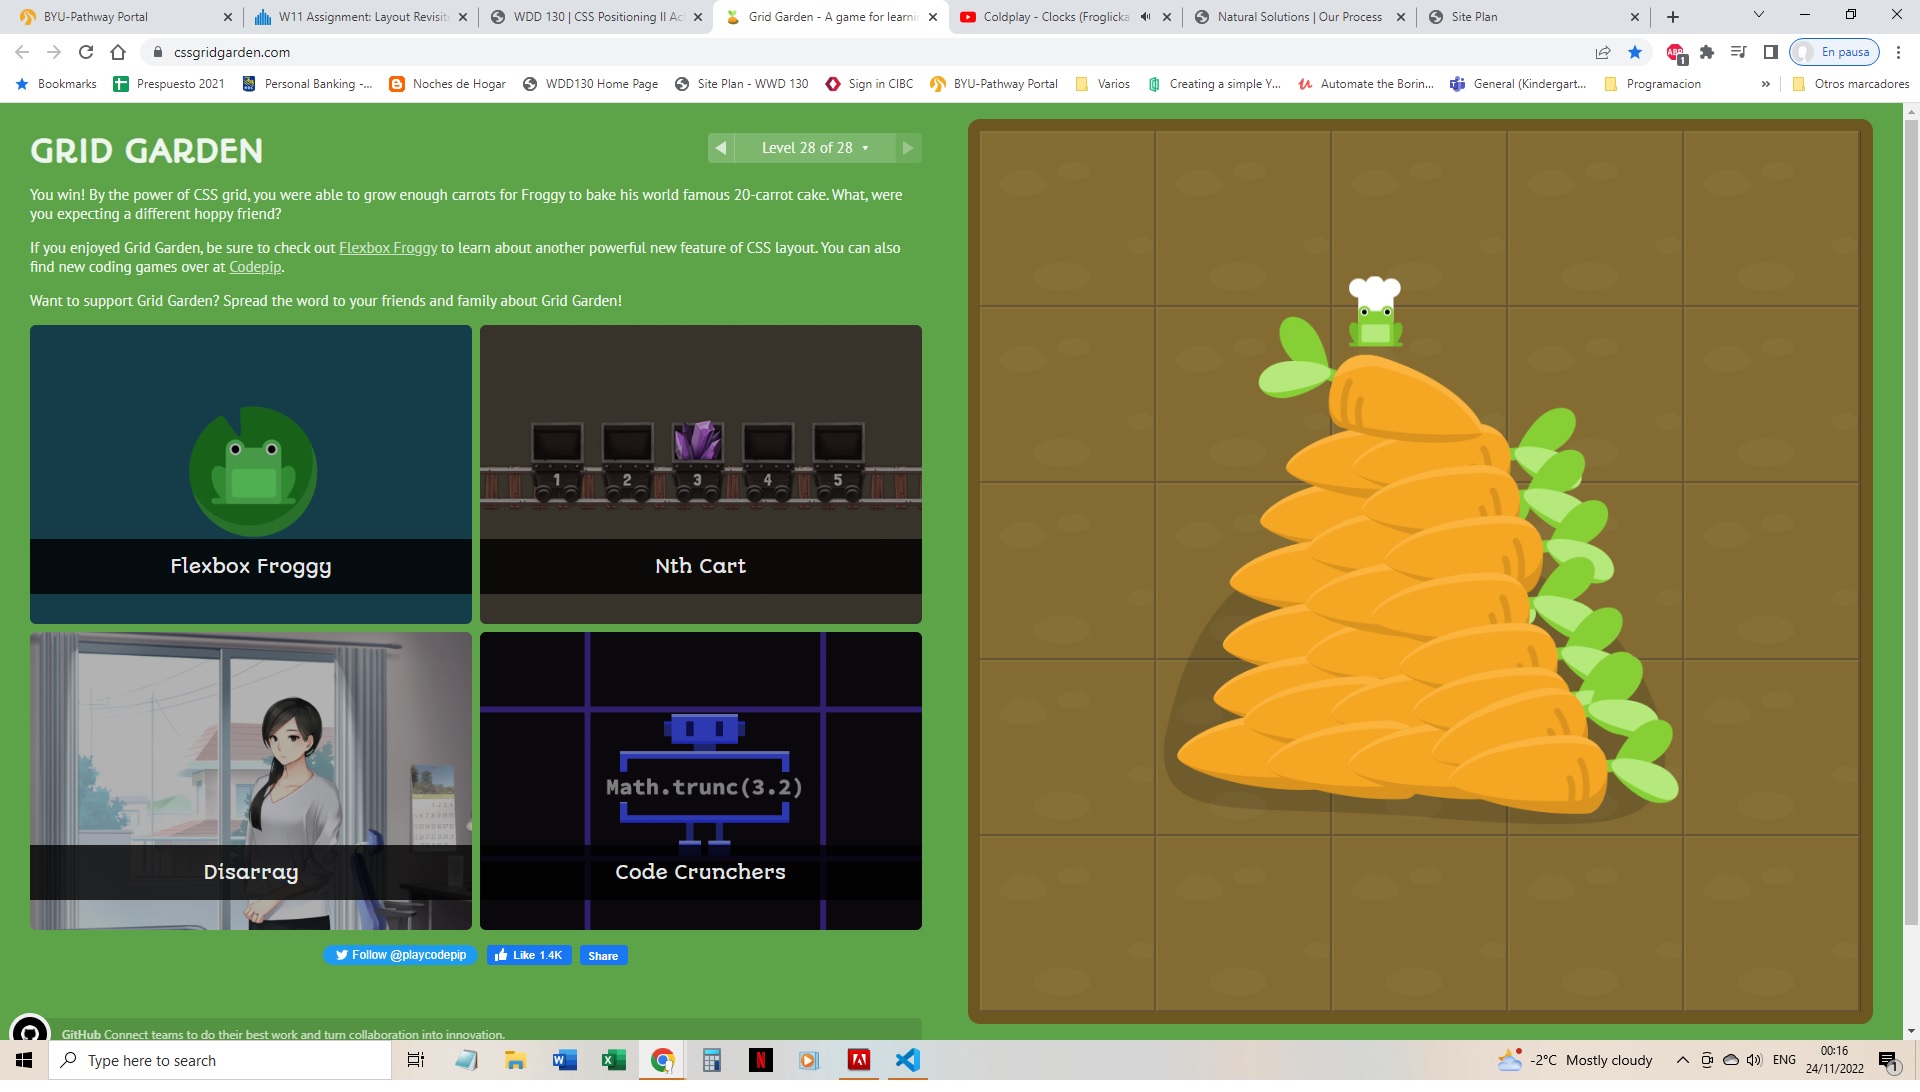 BYU-Pathway Portal
W11 Assignment: Layout Revisit
WDD 130 | CSS Positioning II Ac
Grid Garden - A game for learni
Coldplay - Clocks (Froglicka
Natural Solutions | Our Process
Site Plan
cssgridgarden.com
ABP
1
En pausa
Bookmarks
Prespuesto 2021
Personal Banking -...
Noches de Hogar
WDD130 Home Page
Site Plan - WWD 130
Sign in CIBC
BYU-Pathway Portal
Varios
Creating a simple Y...
Automate the Borin...
General (Kindergart...
Programacion
»
Otros marcadores
GRID GARDEN
Level 28 of 28
You win! By the power of CSS grid, you were able to grow enough carrots for Froggy to bake his world famous 20-carrot cake. What, were
you expecting a different hoppy friend?
If you enjoyed Grid Garden, be sure to check out Flexbox Froggy to learn about another powerful new feature of CSS layout. You can also
find new coding games over at Codepip.
Want to support Grid Garden? Spread the word to your friends and family about Grid Garden!
1 2 3 4 5
Flexbox Froggy
Nth Cart
Math.trunc(3.2)
Disarray
Code Crunchers
Follow @playcodepip
Like 1.4K
Share
GitHub Connect teams to do their best work and turn collaboration into innovation.
Type here to search
-2°C Mostly cloudy
ENG
00:16
24/11/2022
1